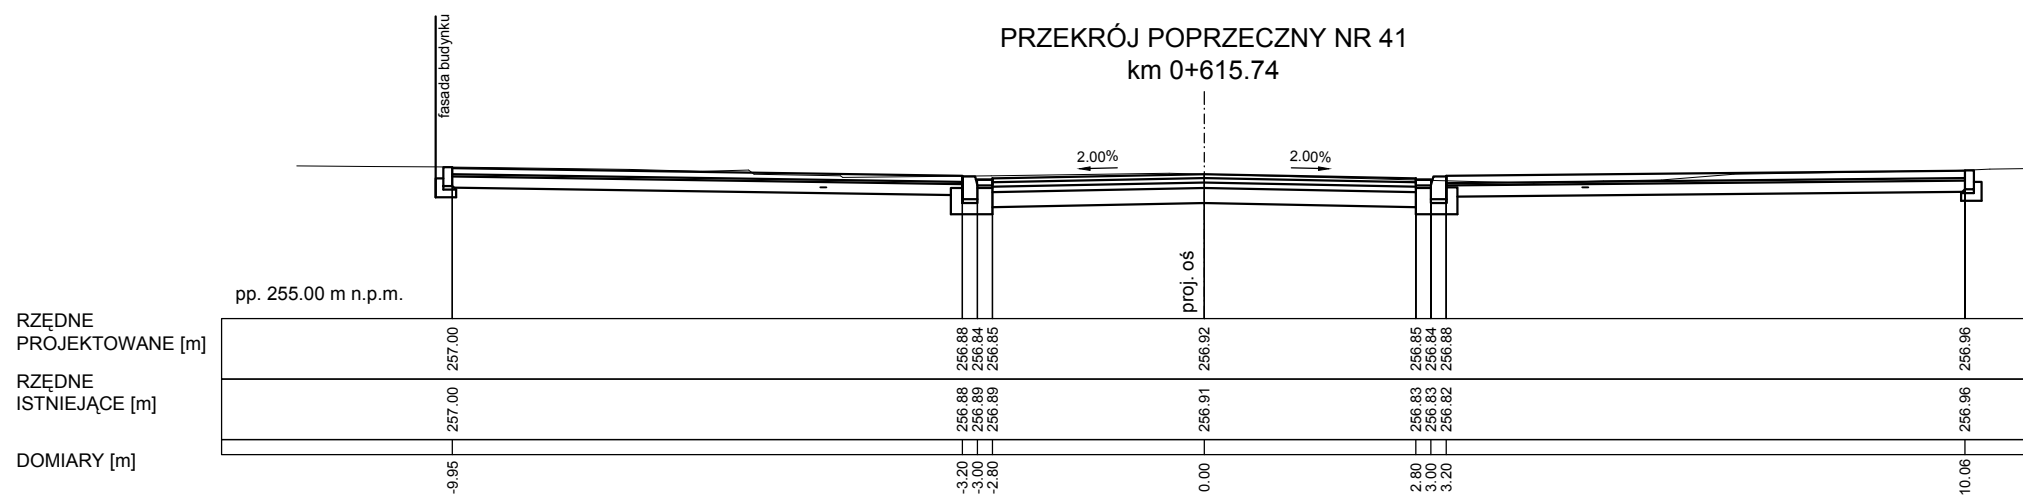 fasada budynku
PRZEKRÓJ POPRZECZNY NR 41
km 0+615.74
2.00%
2.00%
proj. oś
pp. 255.00 m n.p.m.
RZĘDNE
PROJEKTOWANE [m]
257.00 256.88 256.84 256.85 256.92 256.85 256.84 256.88 256.96
RZĘDNE
ISTNIEJĄCE [m]
257.00 256.88 256.89 256.89 256.91 256.83 256.83 256.82 256.96
DOMIARY [m]
-9.95 -3.20 -3.00 -2.80 0.00 2.80 3.00 3.20 10.06